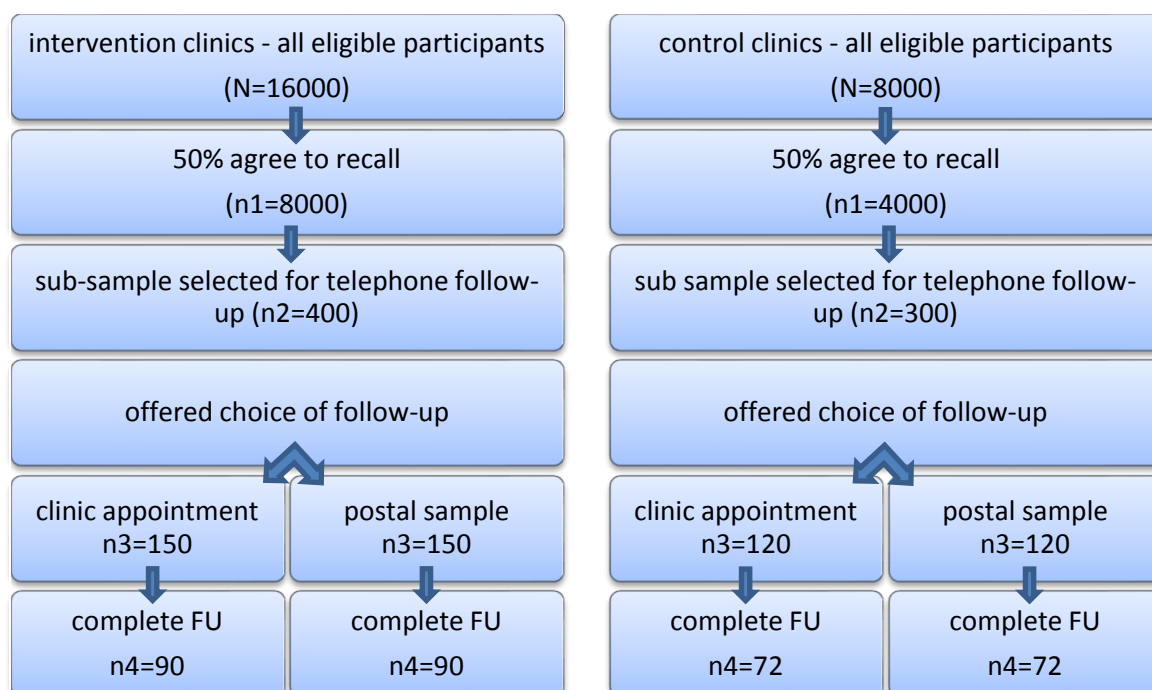 intervention clinics - all eligible participants
(N=16000)
50% agree to recall
(n1=8000)
sub-sample selected for telephone follow-
up (n2=400)
offered choice of follow-up
clinic appointment
n3=150
postal sample
n3=150
complete FU
n4=90
complete FU
n4=90
control clinics - all eligible participants
(N=8000)
50% agree to recall
(n1=4000)
sub sample selected for telephone follow-
up (n2=300)
offered choice of follow-up
clinic appointment
n3=120
postal sample
n3=120
complete FU
n4=72
complete FU
n4=72